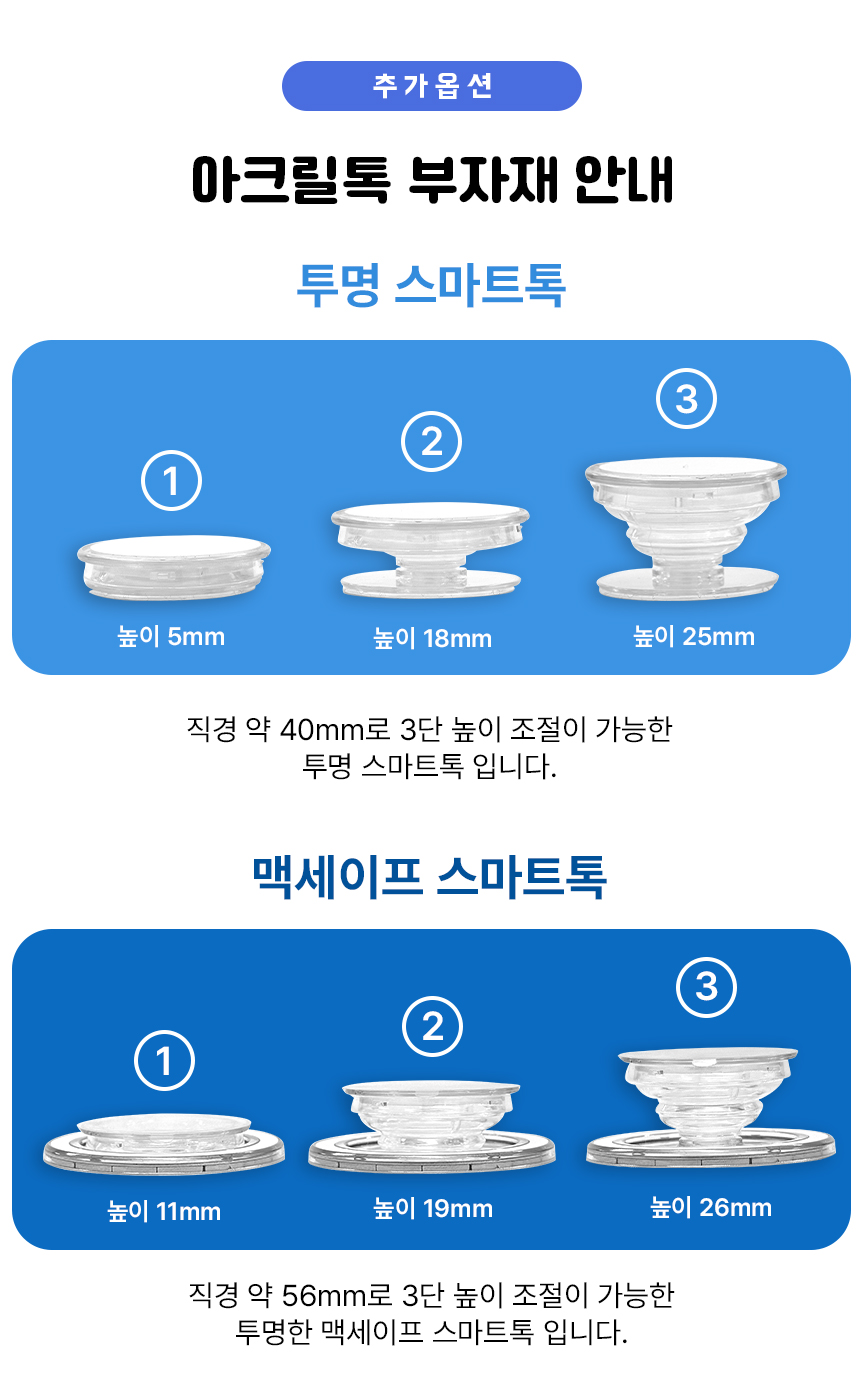 추가옵션
아크릴톡 부자재 안내
투명 스마트톡
1
2
3
높이 5mm
높이 18mm
높이 25mm
직경 약 40mm로 3단 높이 조절이 가능한
투명 스마트톡 입니다.
맥세이프 스마트톡
1
2
3
높이 11mm
높이 19mm
높이 26mm
직경 약 56mm로 3단 높이 조절이 가능한
투명한 맥세이프 스마트톡 입니다.